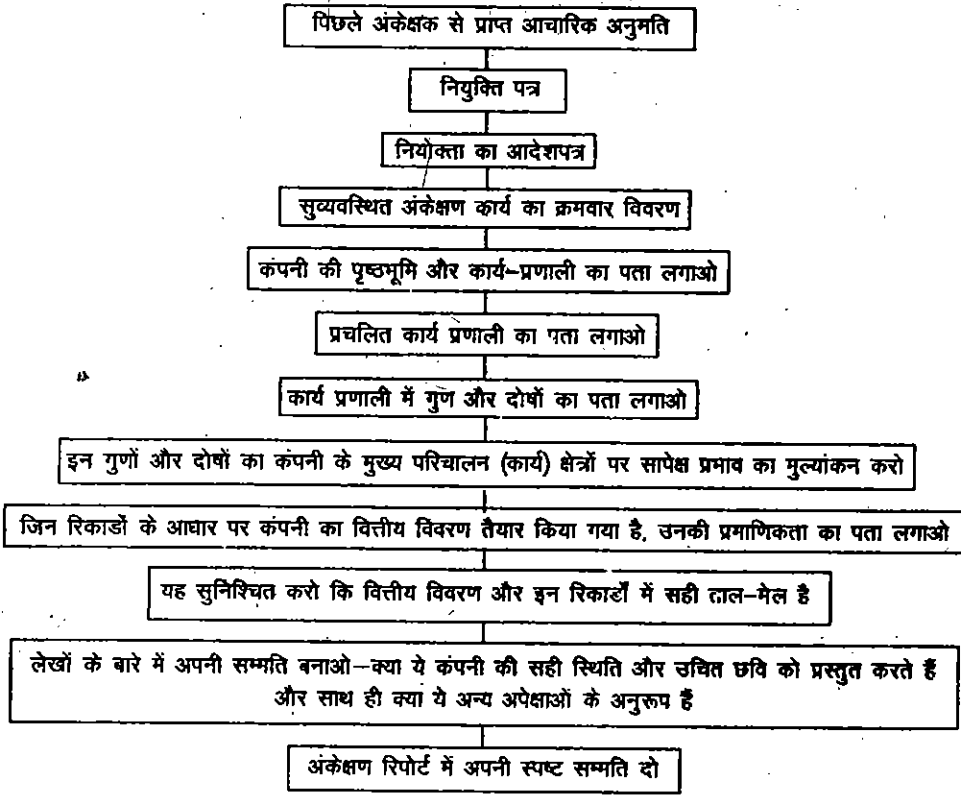 पिछले अंकेक्षक से प्राप्त आचारिक अनुमति
नियुक्ति पत्र
नियोक्ता का आदेशपत्र
सुव्यवस्थित अंकेक्षण कार्य का क्रमवार विवरण
कंपनी की पृष्ठभूमि और कार्य–प्रणाली का पता लगाओ
प्रचलित कार्य प्रणाली का पता लगाओ
कार्य प्रणाली में गुण और दोषों का पता लगाओ
इन गुणों और दोषों का कंपनी के मुख्य परिचालन (कार्य) क्षेत्रों पर सापेक्ष प्रभाव का मुल्यांकन करो
जिन रिकाडों के आधार पर कंपनी का वित्तीय विवरण तैयार किया गया है, उनकी प्रमाणिकता का पता लगाओ
यह सुनिश्चित करो कि वित्तीय विवरण और इन रिकार्डों में सही ताल–मेल है
लेखों के बारे में अपनी सम्मति बनाओ–क्या ये कंपनी की सही स्थिति और उचित छवि को प्रस्तुत करते हैं
और साथ ही क्या ये अन्य अपेक्षाओं के अनुरूप हैं
अंकेक्षण रिपोर्ट में अपनी स्पष्ट सम्मति दो